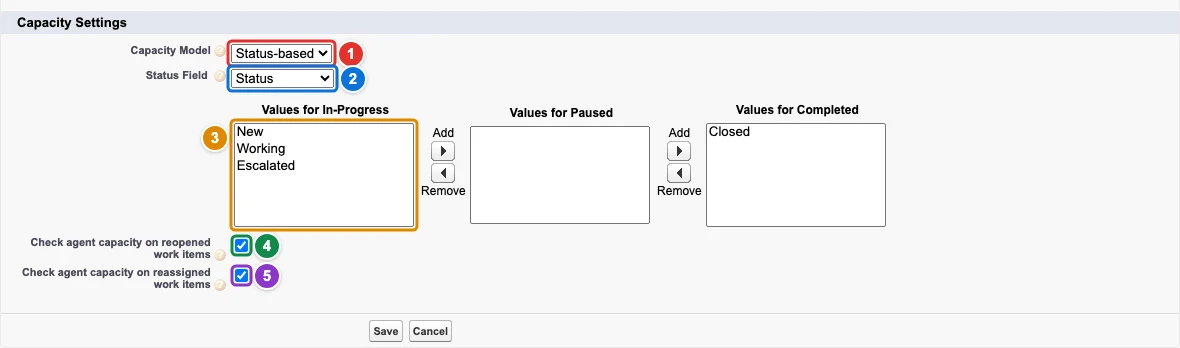 Capacity Settings
Capacity Model ? Status-based 1
Status Field ? Status 2
Values for In-Progress Values for Paused Values for Completed
3 New Add Add Closed
Working
Escalated
Remove Remove
Check agent capacity on reopened
work items ? 4
Check agent capacity on reassigned
work items ? 5
Save Cancel